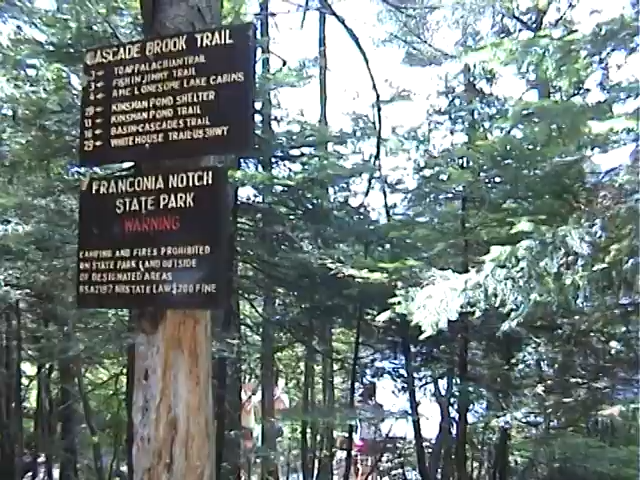 CASCADE BROOK TRAIL
TO APPALACHIAN TRAIL
FISHIN JIMMY TRAIL
AMC LONESOME LAKE CABINS
KINSMAN POND SHELTER
KINSMAN POND TRAIL
BASIN-CASCADES TRAIL
WHITEHOUSE TRAIL-US3HWY
FRANCONIA NOTCH
STATE PARK
WARNING
CAMPING AND FIRES PROHIBITED
ON STATE PARK LAND OUTSIDE
OF DESIGNATED AREAS
NH STATE LAW $200 FINE